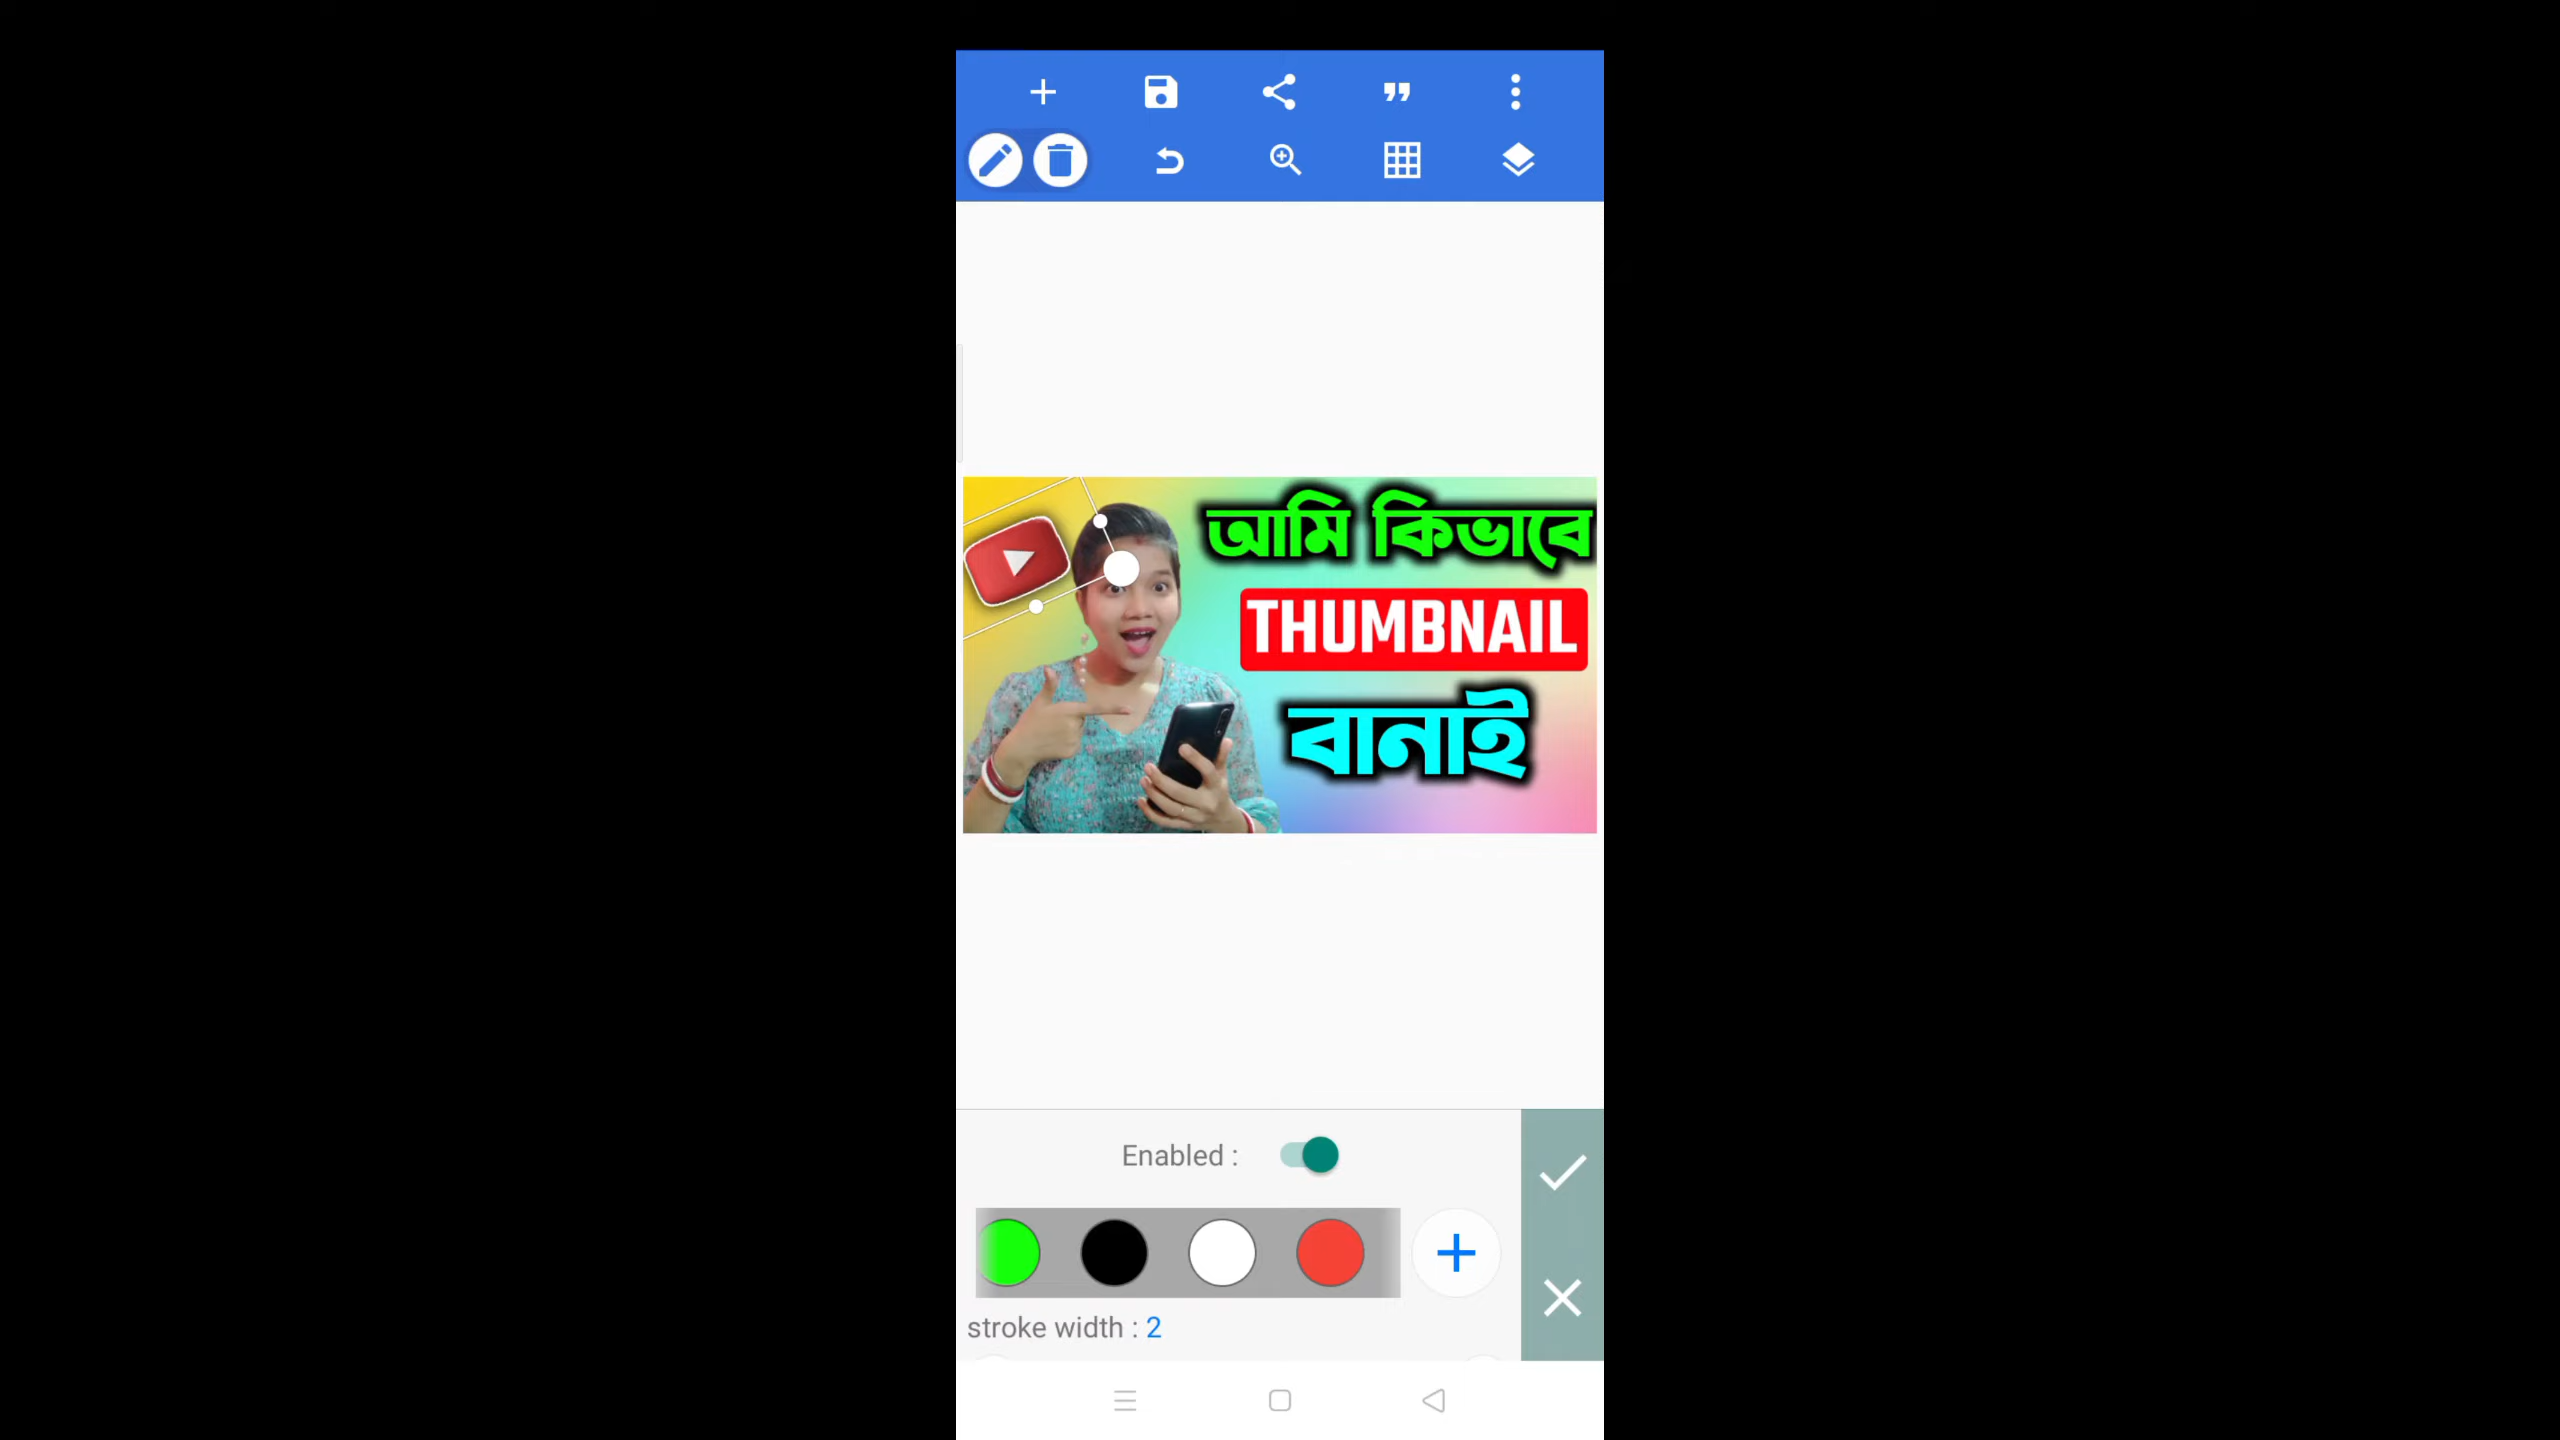 আমি কিভাবে
THUMBNAIL
বানাই
Enabled :
stroke width : 2